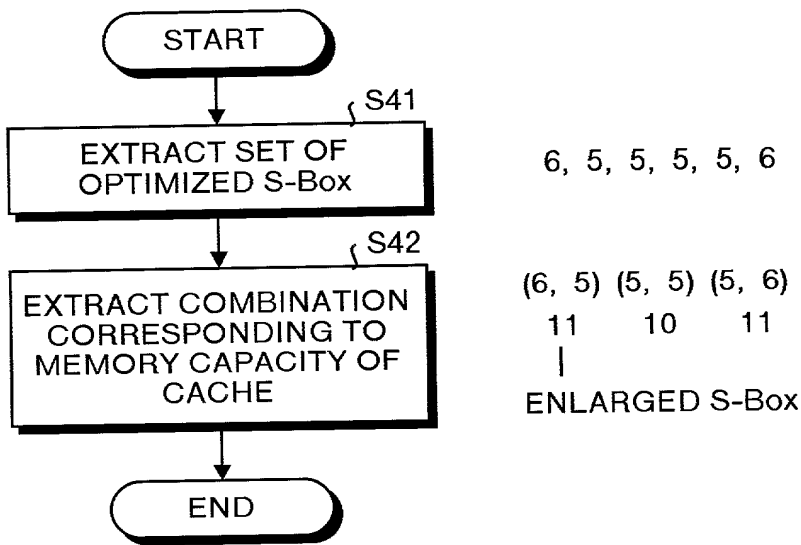 START
S41
EXTRACT SET OF
OPTIMIZED S-Box
6, 5, 5, 5, 5, 6
S42
EXTRACT COMBINATION
CORRESPONDING TO
MEMORY CAPACITY OF
CACHE
(6, 5) (5, 5) (5, 6)
11 10 11
ENLARGED S-Box
END